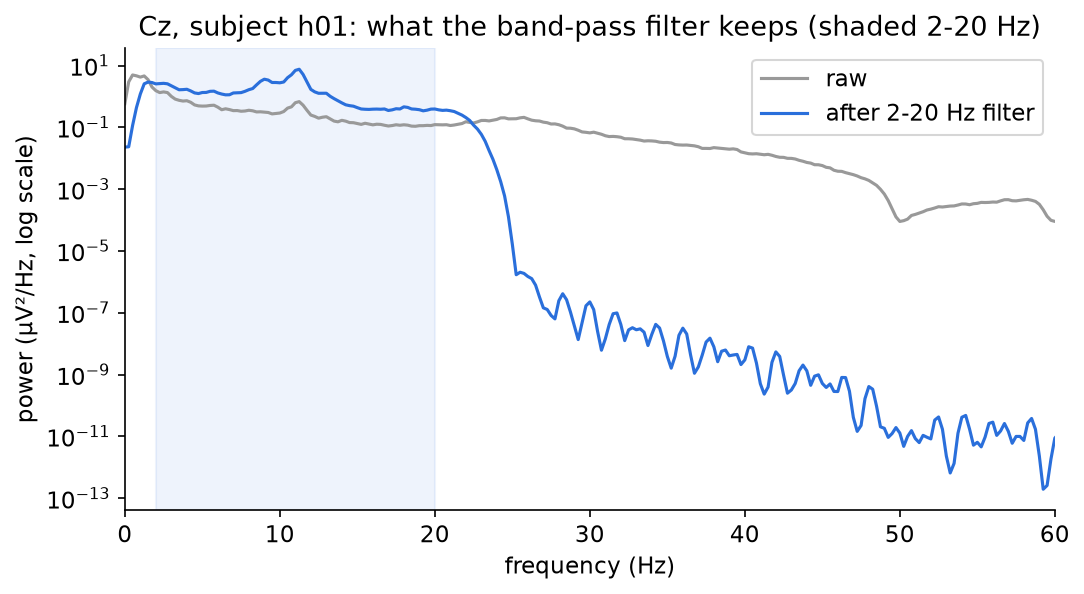 Cz, subject h01: what the band-pass filter keeps (shaded 2-20 Hz)
raw
after 2-20 Hz filter
power (µV²/Hz, log scale)
10¹
10⁻¹
10⁻³
10⁻⁵
10⁻⁷
10⁻⁹
10⁻¹¹
10⁻¹³
0 10 20 30 40 50 60
frequency (Hz)